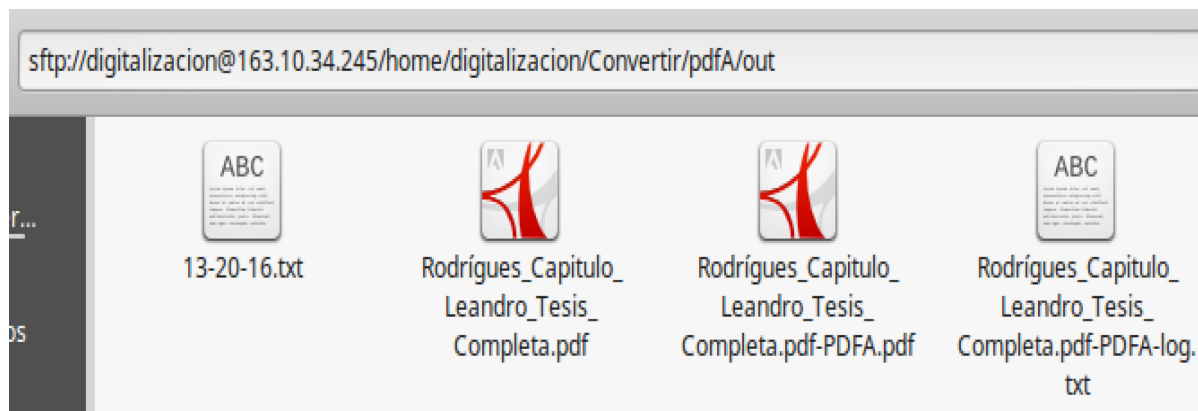 sftp://digitalizacion@163.10.34.245/home/digitalizacion/Convertir/pdfA/out
r...
os
ABC
13-20-16.txt
Rodrígues_Capitulo_
Leandro_Tesis_
Completa.pdf
Rodrígues_Capitulo_
Leandro_Tesis_
Completa.pdf-PDFA.pdf
ABC
Rodrígues_Capitulo_
Leandro_Tesis_
Completa.pdf-PDFA-log.
txt